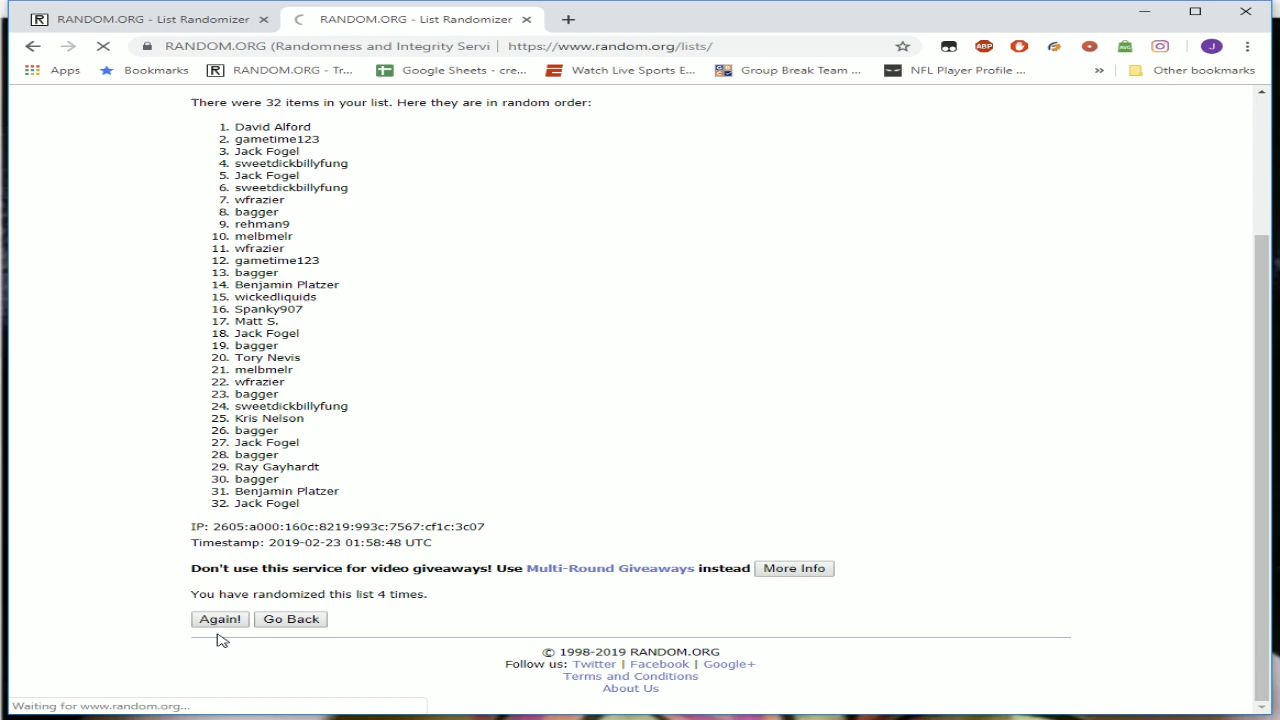 RANDOM.ORG - List Randomizer
RANDOM.ORG - List Randomizer
RANDOM.ORG (Randomness and Integrity Servi | https://www.random.org/lists/
ABP
AVG
J
Apps
Bookmarks
RANDOM.ORG - Tr...
Google Sheets - cre...
Watch Live Sports E...
Group Break Team ...
NFL Player Profile ...
»
Other bookmarks
There were 32 items in your list. Here they are in random order:
1. David Alford
2. gametime123
3. Jack Fogel
4. sweetdickbillyfung
5. Jack Fogel
6. sweetdickbillyfung
7. wfrazier
8. bagger
9. rehman9
10. melbmelr
11. wfrazier
12. gametime123
13. bagger
14. Benjamin Platzer
15. wickedliquids
16. Spanky907
17. Matt S.
18. Jack Fogel
19. bagger
20. Tory Nevis
21. melbmelr
22. wfrazier
23. bagger
24. sweetdickbillyfung
25. Kris Nelson
26. bagger
27. Jack Fogel
28. bagger
29. Ray Gayhardt
30. bagger
31. Benjamin Platzer
32. Jack Fogel
IP: 2605:a000:160c:8219:993c:7567:cf1c:3c07
Timestamp: 2019-02-23 01:58:48 UTC
Don't use this service for video giveaways! Use Multi-Round Giveaways instead More Info
You have randomized this list 4 times.
Again! Go Back
© 1998-2019 RANDOM.ORG
Follow us: Twitter | Facebook | Google+
Terms and Conditions
About Us
Waiting for www.random.org...